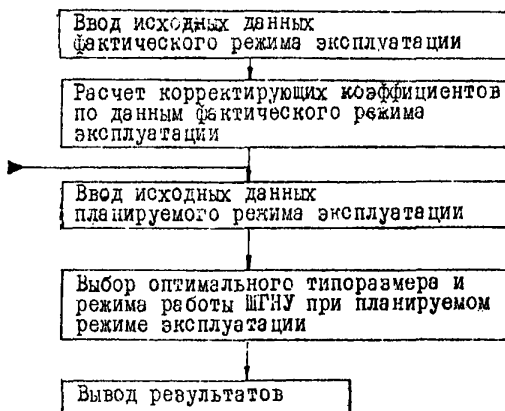 Ввод исходных данных
фактического режима эксплуатации
Расчет корректирующих коэффициентов
по данным фактического режима
эксплуатации
Ввод исходных данных
планируемого режима эксплуатации
Выбор оптимального типоразмера и
режима работы ШГНУ при планируемом
режиме эксплуатации
Вывод результатов